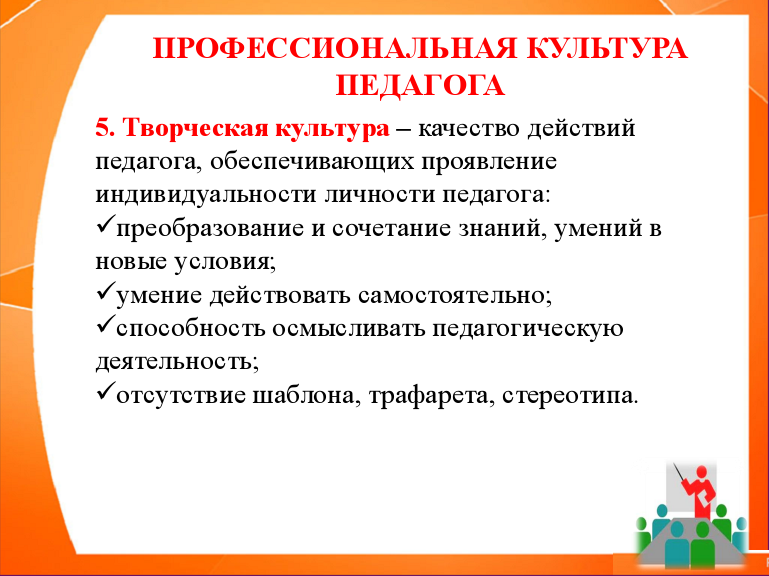 ПРОФЕССИОНАЛЬНАЯ КУЛЬТУРА
ПЕДАГОГА
5. Творческая культура – качество действий
педагога, обеспечивающих проявление
индивидуальности личности педагога:
✓преобразование и сочетание знаний, умений в
новые условия;
✓умение действовать самостоятельно;
✓способность осмысливать педагогическую
деятельность;
✓отсутствие шаблона, трафарета, стереотипа.